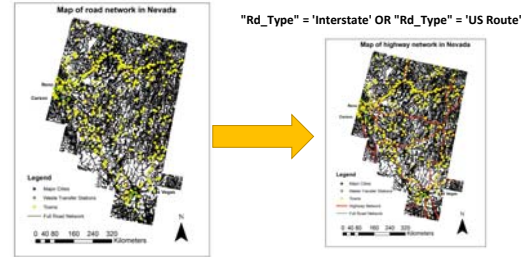 Map of road network in Nevada
Reno
Carson
Vegas
Legend
Major Cities
Waste Transfer Stations
Towns
Full Road Network
0 40 80 160 240 320
Kilometers
N
"Rd_Type" = 'Interstate' OR "Rd_Type" = 'US Route'
Map of highway network in Nevada
Reno
Carson
Vegas
Legend
Major Cities
Waste Transfer Stations
Towns
Highway Network
Full Road Network
0 40 80 160 240 320
Kilometers
N